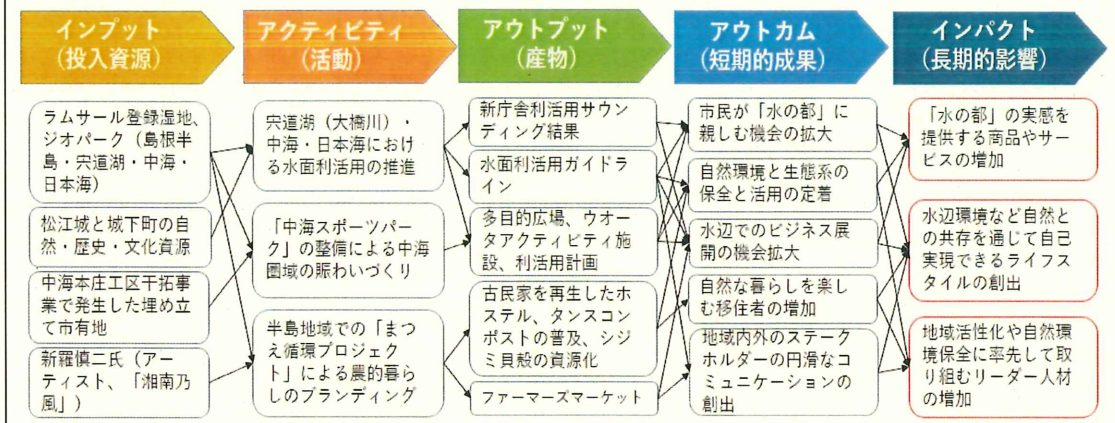 インプット
(投入資源)
アクティビティ
(活動)
アウトプット
(産物)
アウトカム
(短期的成果)
インパクト
(長期的影響)
ラムサール登録湿地、
ジオパーク（島根半
島・宍道湖・中海・
日本海）
松江城と城下町の自
然・歴史・文化資源
中海本庄工区干拓事
業で発生した埋め立
て市有地
新羅慎二氏（アー
ティスト、「湘南乃
風」）
宍道湖（大橋川）・
中海・日本海におけ
る水面利活用の推進
「中海スポーツパー
ク」の整備による中海
圏域の賑わいづくり
半島地域での「まつ
え循環プロジェク
ト」による農的暮ら
しのブランディング
新庁舎利活用サウン
ディング結果
水面利活用ガイドラ
イン
多目的広場、ウオー
タアクティビティ施
設、利活用計画
古民家を再生したホ
ステル、タンスコン
ポストの普及、シジ
ミ貝殻の資源化
ファーマーズマーケット
市民が「水の都」に
親しむ機会の拡大
自然環境と生態系の
保全と活用の定着
水辺でのビジネス展
開の機会拡大
自然な暮らしを楽し
む移住者の増加
地域内外のステーク
ホルダーの円滑なコ
ミュニケーションの
創出
「水の都」の実感を
提供する商品やサー
ビスの増加
水辺環境など自然と
の共存を通じて自己
実現できるライフス
タイルの創出
地域活性化や自然環
境保全に率先して取
り組むリーダー人材
の増加